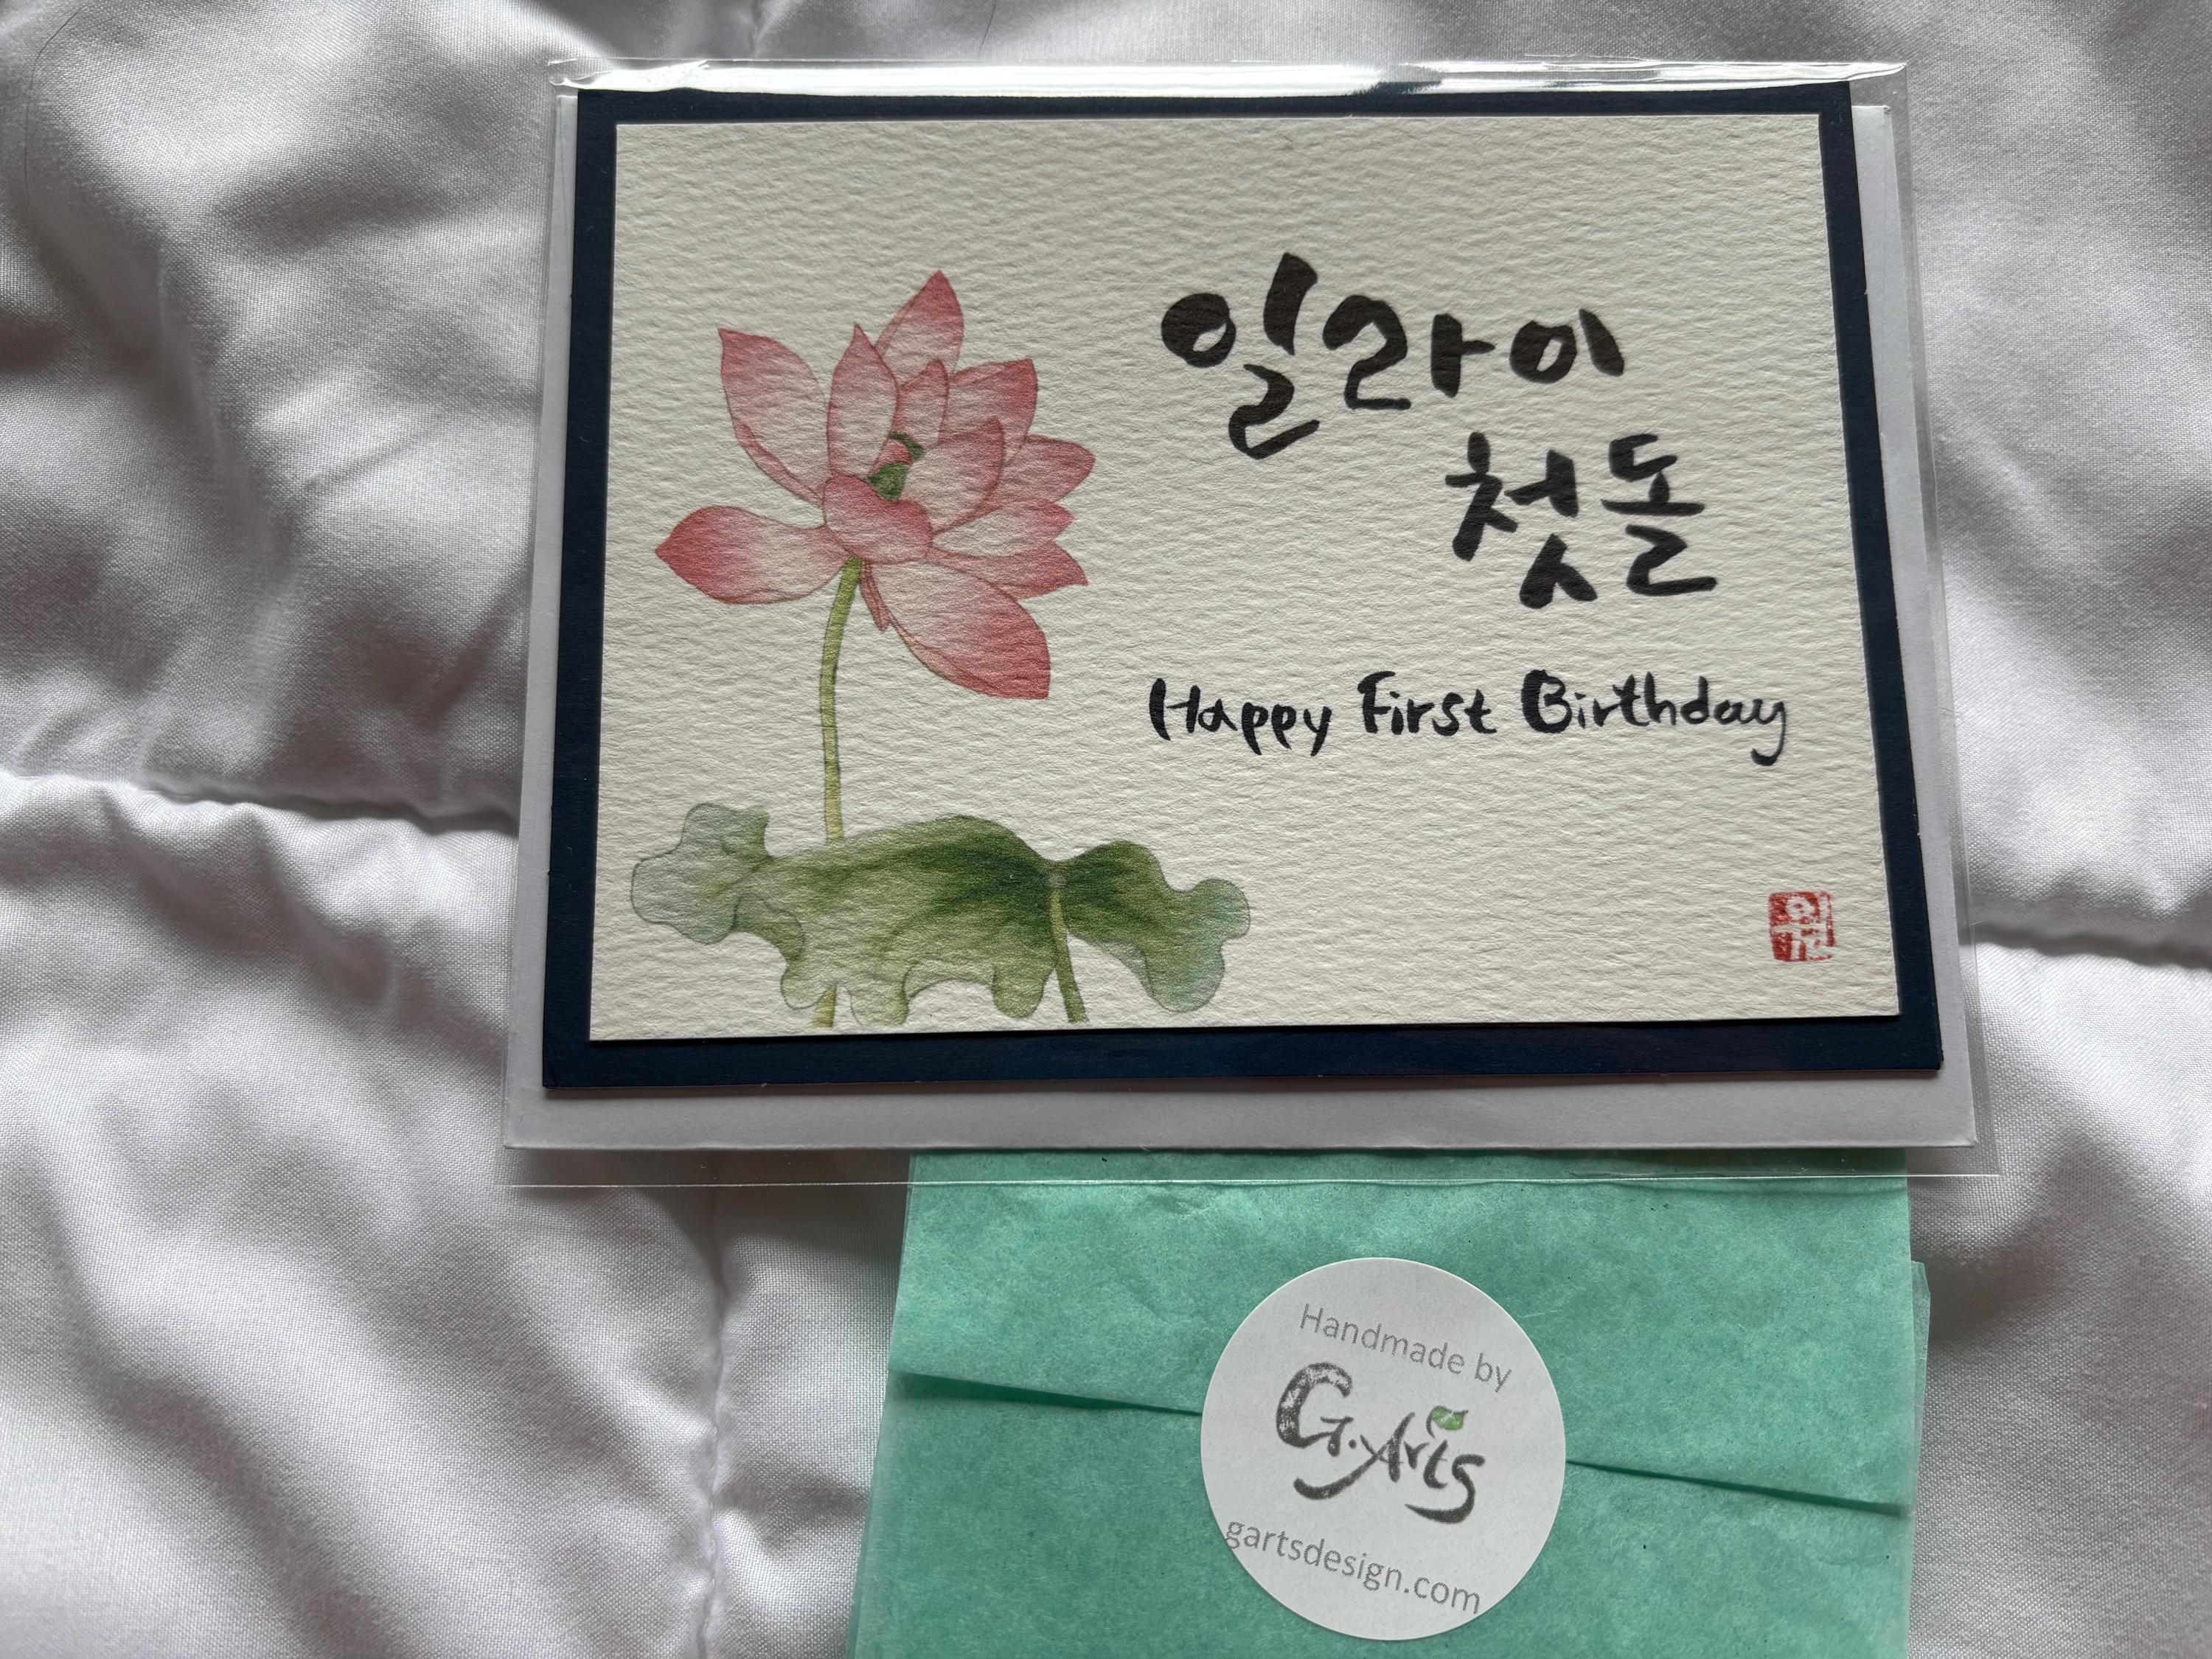 일라이
첫돌
Happy First Birthday
Handmade by
G.Arts
gartsdesign.com